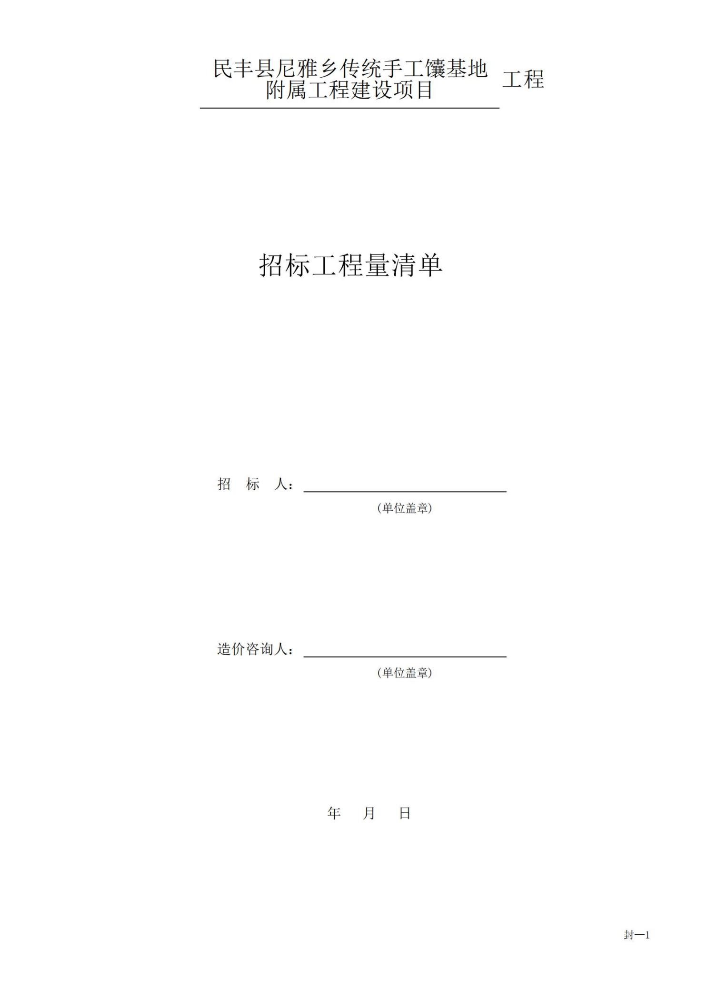 民丰县尼雅乡传统手工馕基地
附属工程建设项目
工程
招标工程量清单
招 标 人：
(单位盖章)
造价咨询人：
(单位盖章)
年 月 日
封—1